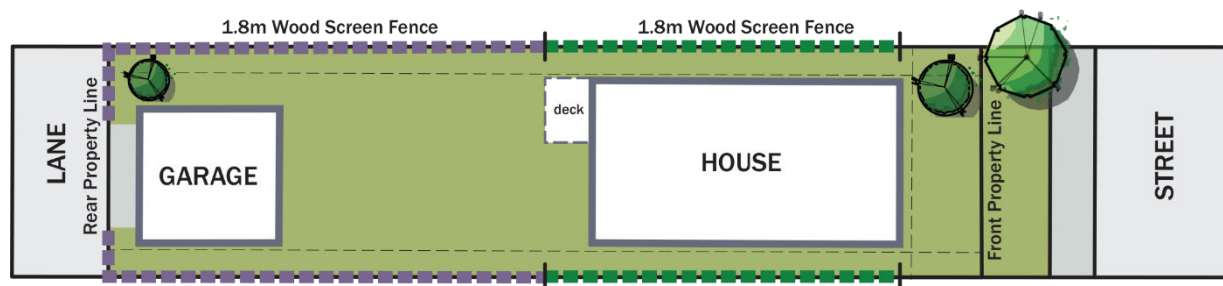 1.8m Wood Screen Fence
1.8m Wood Screen Fence
LANE
Rear Property Line
GARAGE
deck
HOUSE
Front Property Line
STREET